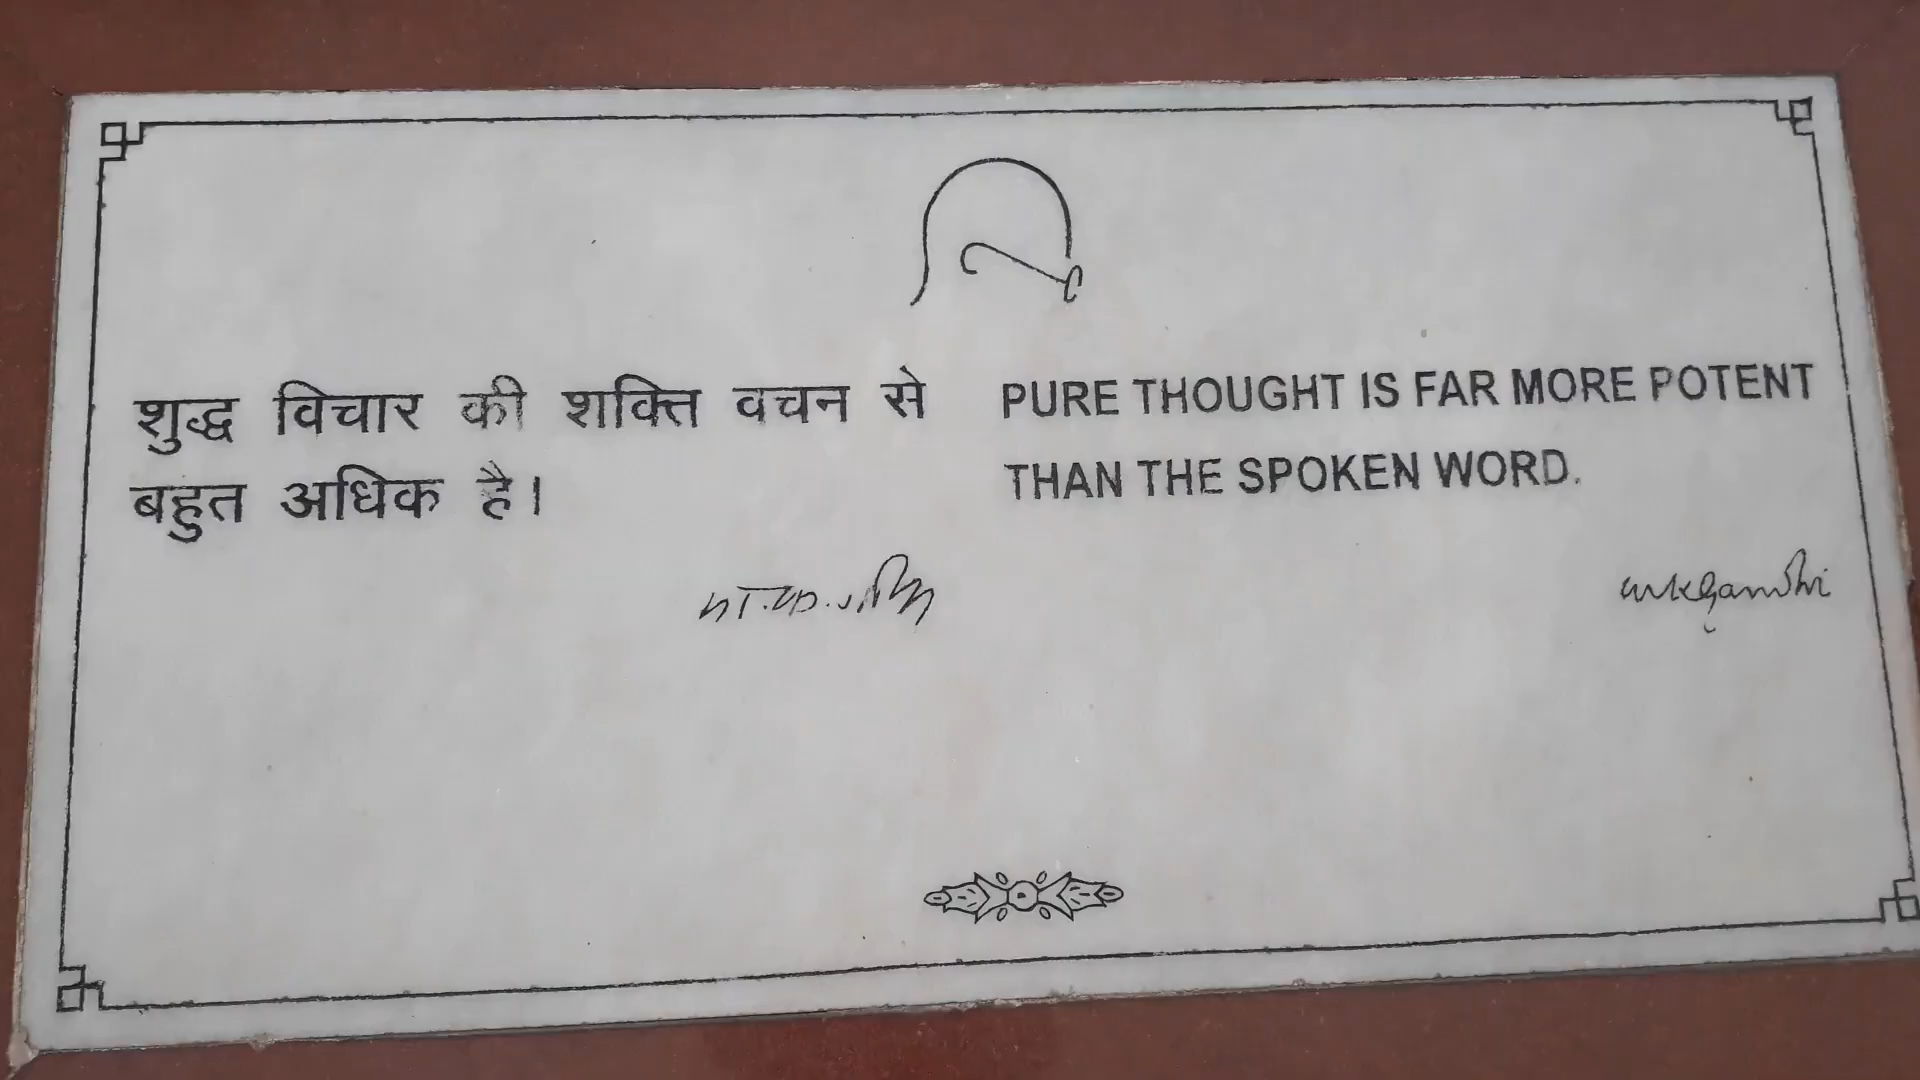 शुद्ध विचार की शक्ति वचन से
बहुत अधिक है।
PURE THOUGHT IS FAR MORE POTENT
THAN THE SPOKEN WORD.
mkgandhi